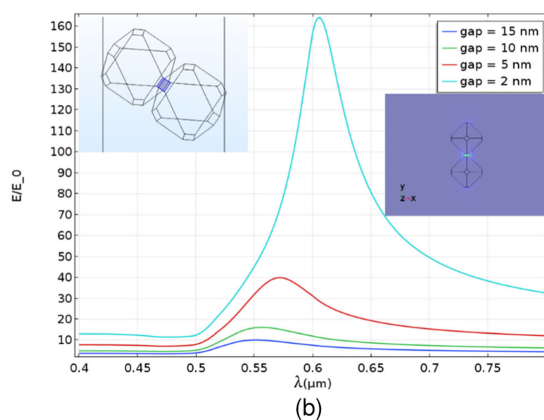 160
150
140
130
120
110
100
90
80
70
60
50
40
30
20
10
E/E_0
gap = 15 nm
gap = 10 nm
gap = 5 nm
gap = 2 nm
y
z x
0.4
0.45
0.5
0.55
0.6
0.65
0.7
0.75
λ(μm)
(b)